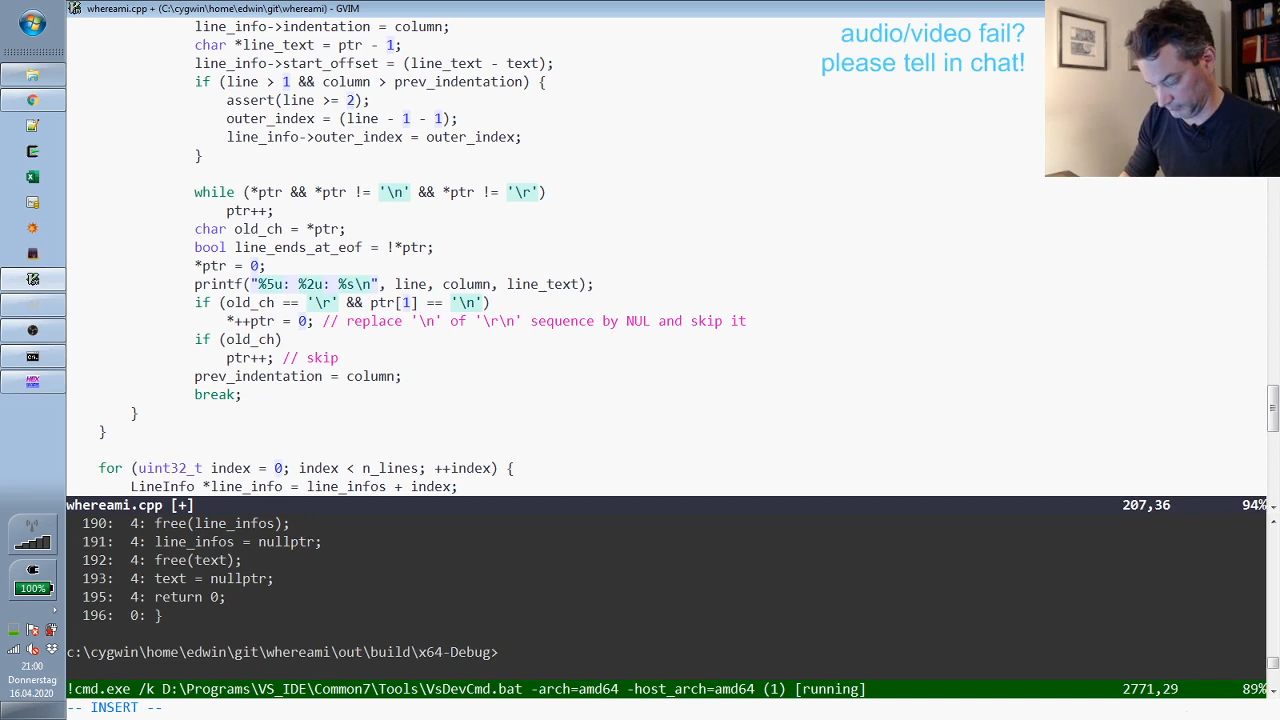 whereami.cpp + (C:\cygwin\home\edwin\git\whereami) - GVIM
line_info->indentation = column;
char *line_text = ptr - 1;
line_info->start_offset = (line_text - text);
if (line > 1 && column > prev_indentation) {
assert(line >= 2);
outer_index = (line - 1 - 1);
line_info->outer_index = outer_index;
}
while (*ptr && *ptr != '\n' && *ptr != '\r')
ptr++;
char old_ch = *ptr;
bool line_ends_at_eof = !*ptr;
*ptr = 0;
printf("%5u: %2u: %s\n", line, column, line_text);
if (old_ch == '\r' && ptr[1] == '\n')
*++ptr = 0; // replace '\n' of '\r\n' sequence by NUL and skip it
if (old_ch)
ptr++; // skip
prev_indentation = column;
break;
}
}
for (uint32_t index = 0; index < n_lines; ++index) {
LineInfo *line_info = line_infos + index;
whereami.cpp [+] 207,36 94%
190: 4: free(line_infos);
191: 4: line_infos = nullptr;
192: 4: free(text);
193: 4: text = nullptr;
195: 4: return 0;
196: 0: }
c:\cygwin\home\edwin\git\whereami\out\build\x64-Debug>
!cmd.exe /k D:\Programs\VS_IDE\Common7\Tools\VsDevCmd.bat -arch=amd64 -host_arch=amd64 (1) [running] 2771,29 89%
-- INSERT --
audio/video fail?
please tell in chat!
HEX
100%
21:00
Donnerstag
16.04.2020